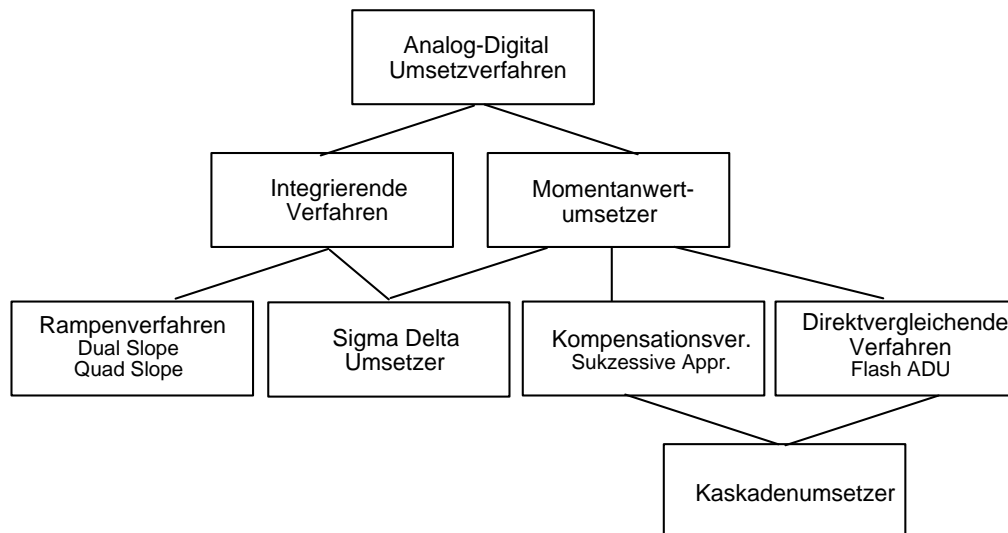 Analog-Digital
Umsetzverfahren
Integrierende
Verfahren
Momentanwert-
umsetzer
Rampenverfahren
Dual Slope
Quad Slope
Sigma Delta
Umsetzer
Kompensationsver.
Sukzessive Appr.
Direktvergleichende
Verfahren
Flash ADU
Kaskadenumsetzer